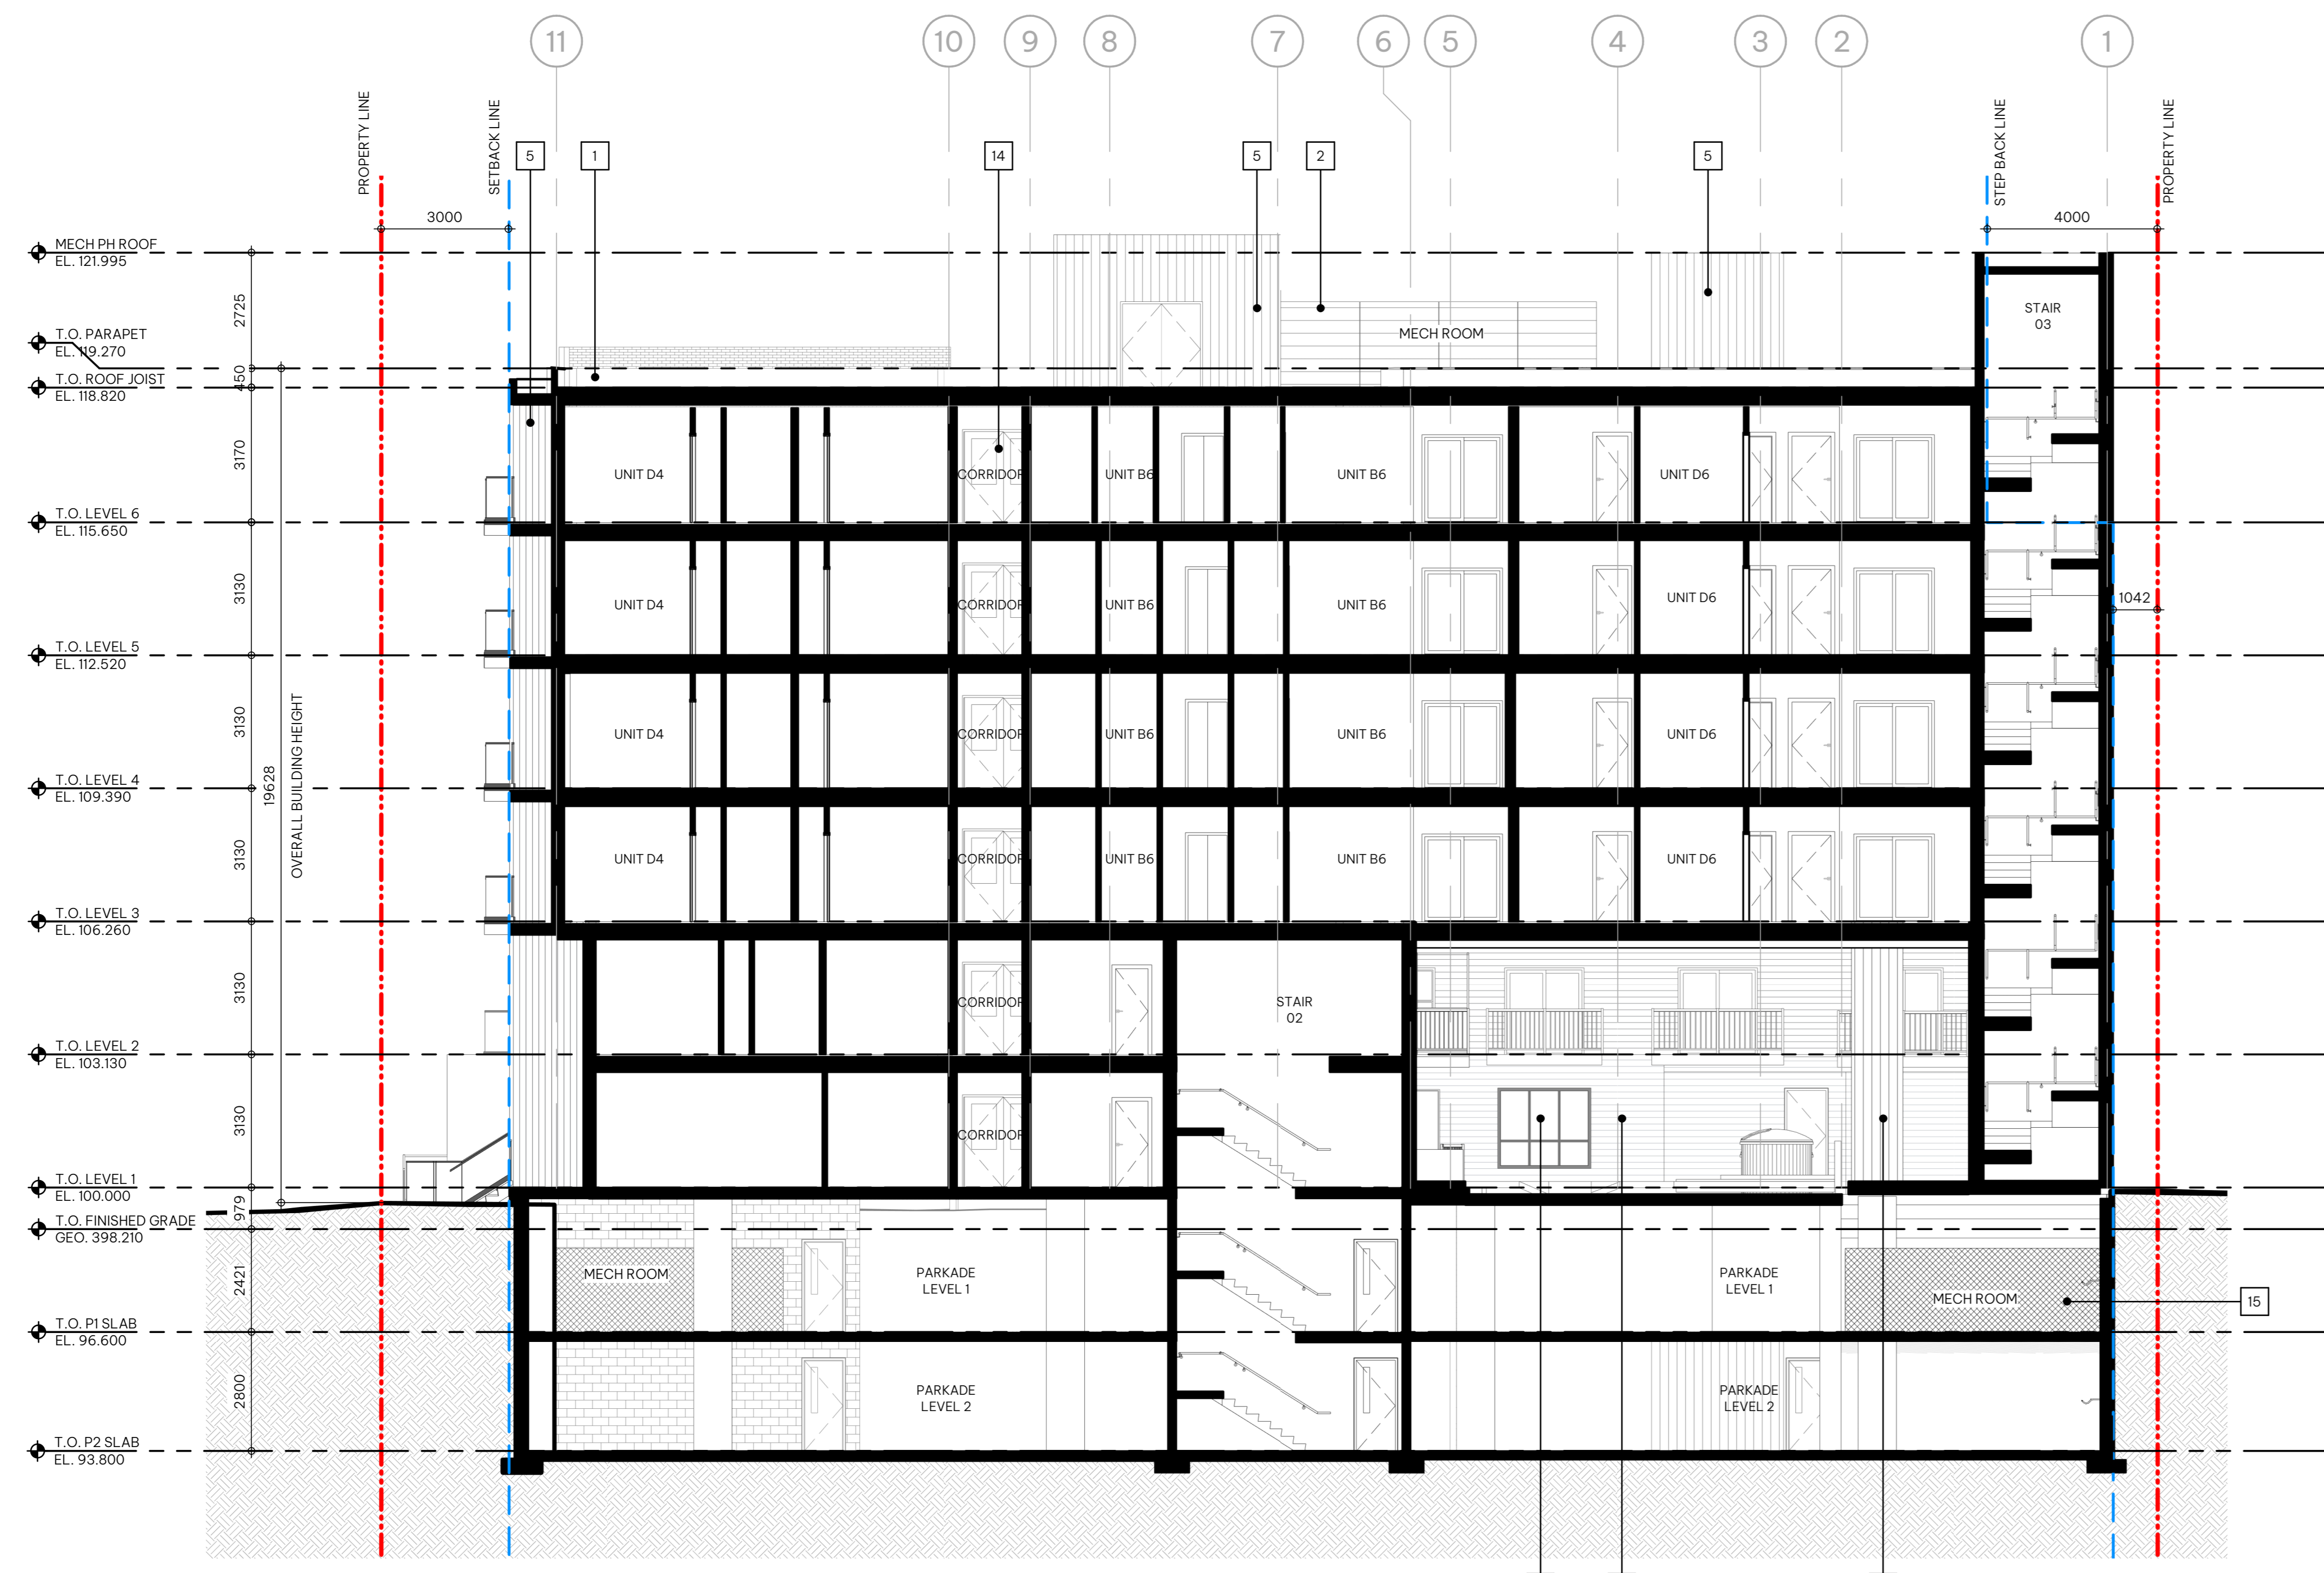 11
10
9
8
7
6
5
4
3
2
1
PROPERTY LINE
SETBACK LINE
STEP BACK LINE
PROPERTY LINE
5
1
14
5
2
5
3000
4000
MECH PH ROOF
EL. 121.995
2725
STAIR
03
T.O. PARAPET
EL. 119.270
MECH ROOM
450
T.O. ROOF JOIST
EL. 118.820
3170
UNIT D4
CORRIDOR
UNIT B6
UNIT B6
UNIT D6
T.O. LEVEL 6
EL. 115.650
3130
UNIT D4
CORRIDOR
UNIT B6
UNIT B6
UNIT D6
1042
T.O. LEVEL 5
EL. 112.520
3130
UNIT D4
CORRIDOR
UNIT B6
UNIT B6
UNIT D6
19628
OVERALL BUILDING HEIGHT
T.O. LEVEL 4
EL. 109.390
3130
UNIT D4
CORRIDOR
UNIT B6
UNIT B6
UNIT D6
T.O. LEVEL 3
EL. 106.260
3130
CORRIDOR
STAIR
02
T.O. LEVEL 2
EL. 103.130
3130
CORRIDOR
T.O. LEVEL 1
EL. 100.000
979
T.O. FINISHED GRADE
GEO. 398.210
2421
MECH ROOM
PARKADE
LEVEL 1
PARKADE
LEVEL 1
MECH ROOM
15
T.O. P1 SLAB
EL. 96.600
2800
PARKADE
LEVEL 2
PARKADE
LEVEL 2
T.O. P2 SLAB
EL. 93.800